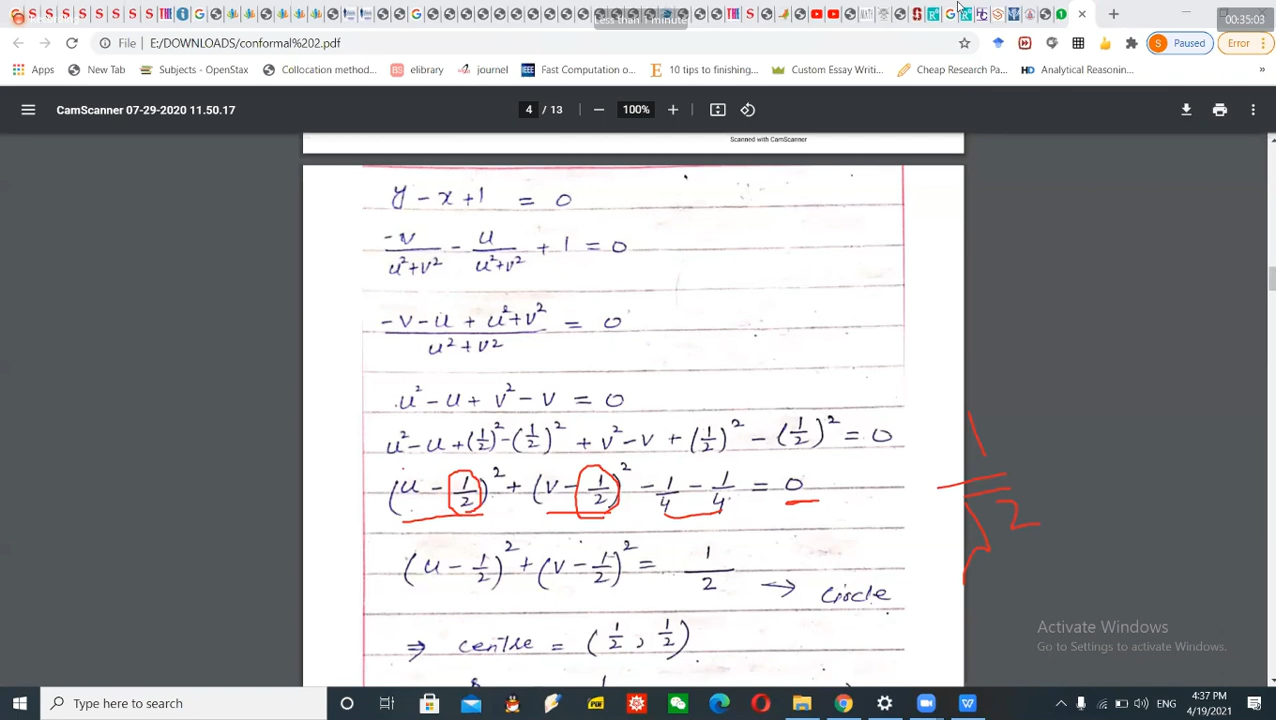 Less than 1 minute
00:35:03
File | E:/DOWNLOADS/conformal%202.pdf
Paused
Error
Apps
New Tab
Subjects - OpenStax
Collocation method...
elibrary
journel
Fast Computation o...
10 tips to finishing...
Custom Essay Writi...
Cheap Research Pa...
Analytical Reasonin...
»
CamScanner 07-29-2020 11.50.17
4 / 13
100%
Scanned with CamScanner
y - x + 1 = 0
-v/(u²+v²) - u/(u²+v²) + 1 = 0
(-v - u + u²+v²)/(u²+v²) = 0
u² - u + v² - v = 0
u² - u + (1/2)² - (1/2)² + v² - v + (1/2)² - (1/2)² = 0
(u - 1/2)² + (v - 1/2)² - 1/4 - 1/4 = 0
(u - 1/2)² + (v - 1/2)² = 1/2 → Circle
⇒ centre = (1/2, 1/2)
Activate Windows
Go to Settings to activate Windows.
Type here to search
ENG
4:37 PM
4/19/2021